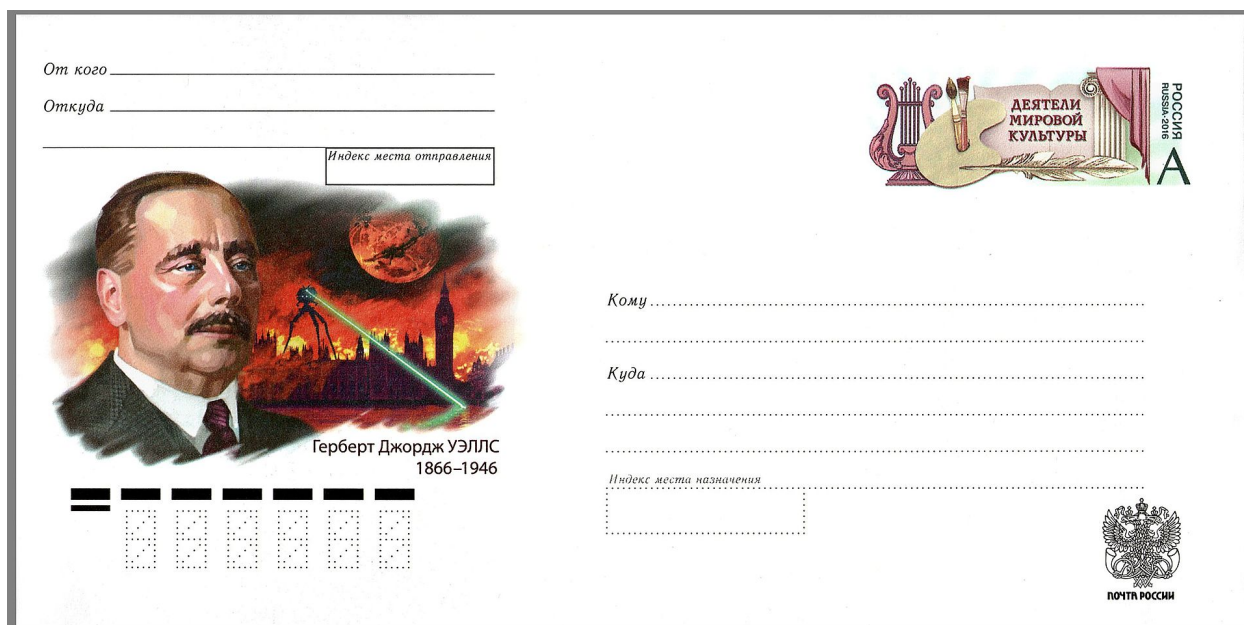 От кого
Откуда
Индекс места отправления
ДЕЯТЕЛИ
МИРОВОЙ
КУЛЬТУРЫ
РОССИЯ
RUSSIA·2016
А
Герберт Джордж УЭЛЛС
1866–1946
Кому
Куда
Индекс места назначения
ПОЧТА РОССИИ